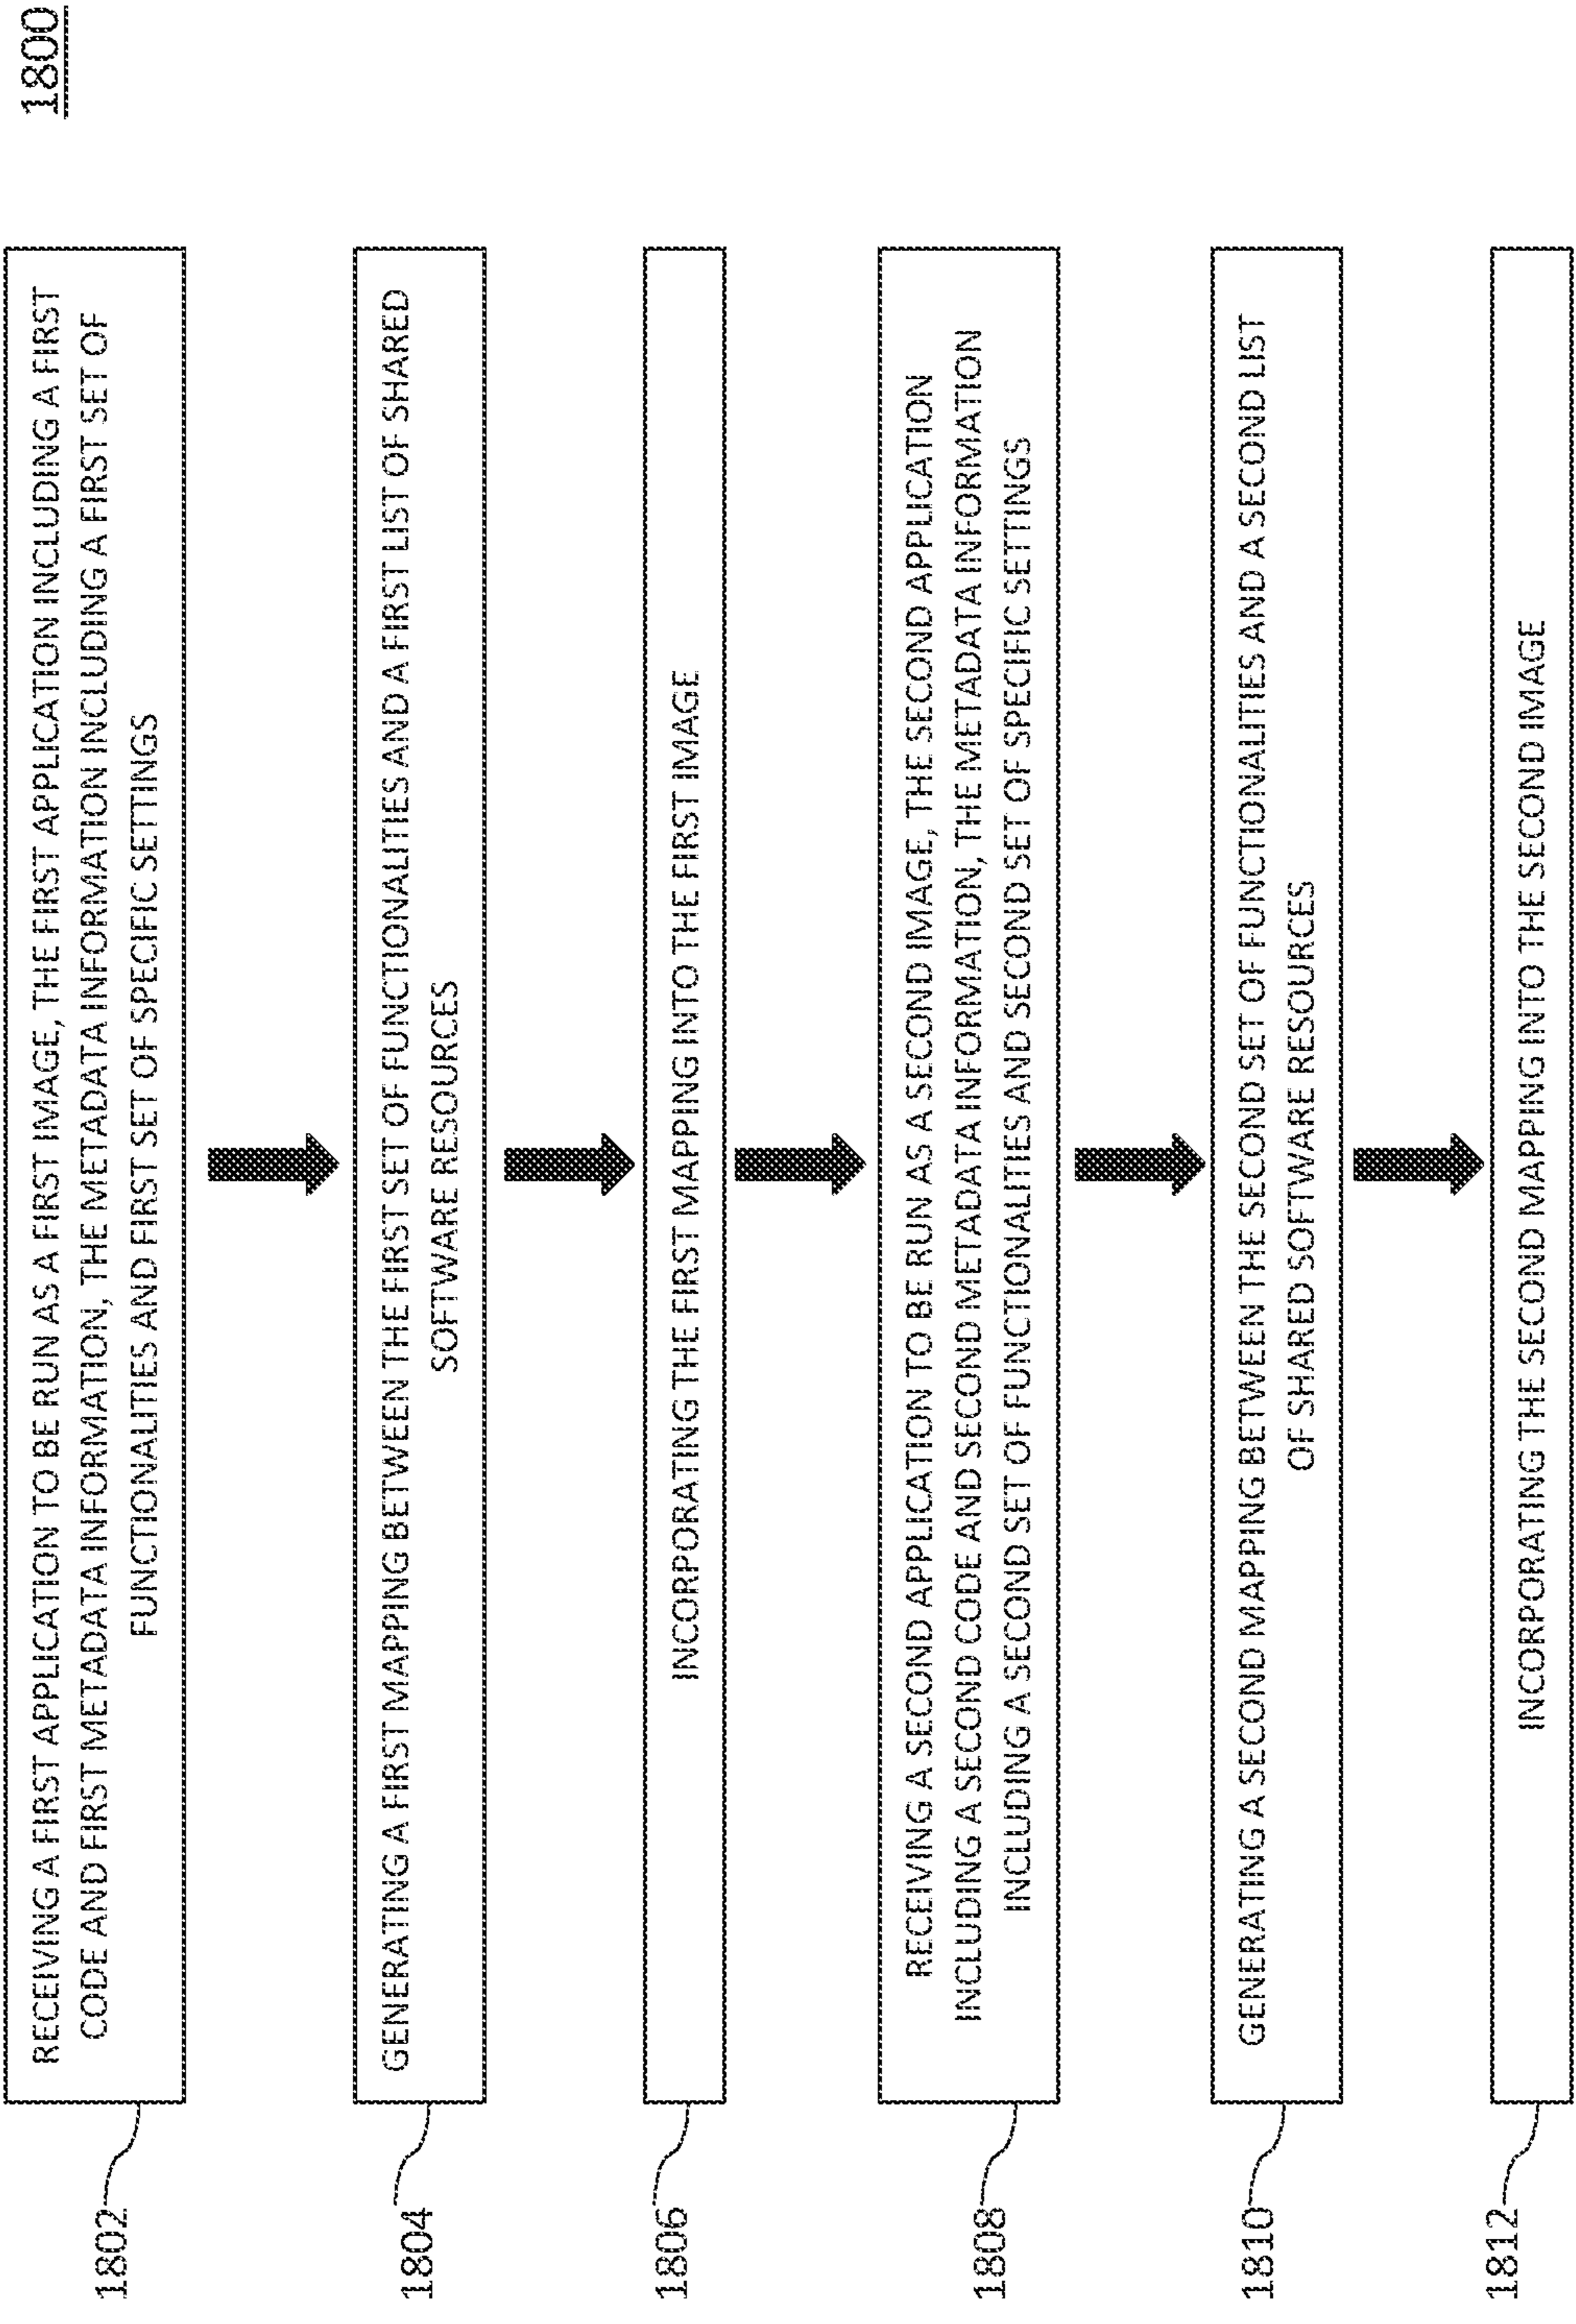 1800
1802
RECEIVING A FIRST APPLICATION TO BE RUN AS A FIRST IMAGE, THE FIRST APPLICATION INCLUDING A FIRST
CODE AND FIRST METADATA INFORMATION, THE METADATA INFORMATION INCLUDING A FIRST SET OF
FUNCTIONALITIES AND FIRST SET OF SPECIFIC SETTINGS
1804
GENERATING A FIRST MAPPING BETWEEN THE FIRST SET OF FUNCTIONALITIES AND A FIRST LIST OF SHARED
SOFTWARE RESOURCES
1806
INCORPORATING THE FIRST MAPPING INTO THE FIRST IMAGE
1808
RECEIVING A SECOND APPLICATION TO BE RUN AS A SECOND IMAGE, THE SECOND APPLICATION
INCLUDING A SECOND CODE AND SECOND METADATA INFORMATION, THE METADATA INFORMATION
INCLUDING A SECOND SET OF FUNCTIONALITIES AND SECOND SET OF SPECIFIC SETTINGS
1810
GENERATING A SECOND MAPPING BETWEEN THE SECOND SET OF FUNCTIONALITIES AND A SECOND LIST
OF SHARED SOFTWARE RESOURCES
1812
INCORPORATING THE SECOND MAPPING INTO THE SECOND IMAGE